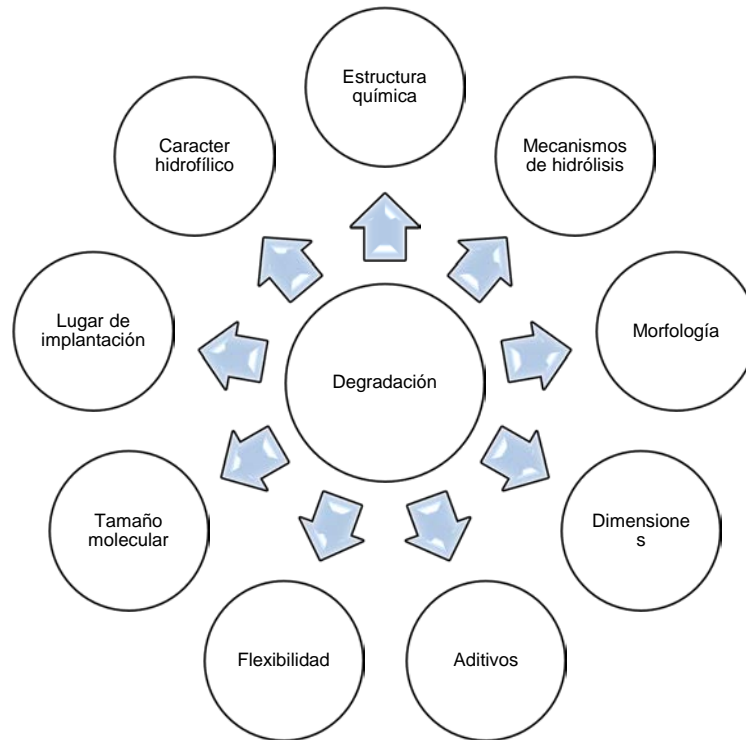 Estructura
química
Caracter
hidrofílico
Mecanismos
de hidrólisis
Lugar de
implantación
Morfología
Degradación
Tamaño
molecular
Dimensione
s
Flexibilidad
Aditivos